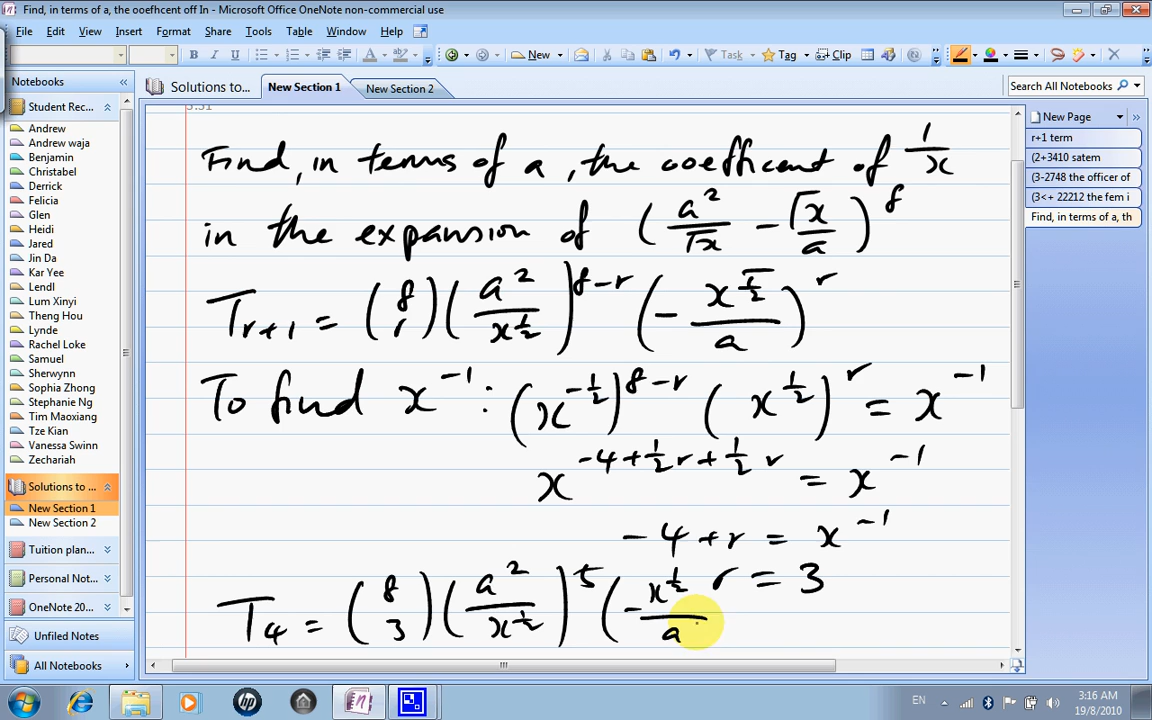 Find, in terms of a, the ooefhcent off In - Microsoft Office OneNote non-commercial use
File Edit View Insert Format Share Tools Table Window Help
New Task Tag Clip
Notebooks
Solutions to...
New Section 1
New Section 2
Search All Notebooks
Student Rec...
Andrew
Andrew waja
Benjamin
Christabel
Derrick
Felicia
Glen
Heidi
Jared
Jin Da
Kar Yee
Lendl
Lum Xinyi
Theng Hou
Lynde
Rachel Loke
Samuel
Sherwynn
Sophia Zhong
Stephanie Ng
Tim Maoxiang
Tze Kian
Vanessa Swinn
Zechariah
Solutions to ...
New Section 1
New Section 2
Tuition plan...
Personal Not...
OneNote 20...
Unfiled Notes
All Notebooks
Find, in terms of a, the coefficent of 1/x
in the expansion of (a²/√x − √x/a)⁸
T_{r+1} = (8 r) (a²/x^{1/2})^{8−r} (− x^{1/2}/a)^r
To find x⁻¹ : (x^{−1/2})^{8−r} (x^{1/2})^r = x⁻¹
x^{−4+½r+½r} = x⁻¹
−4+r = x⁻¹
r = 3
T₄ = (8 3) (a²/x^{1/2})⁵ (−x^{1/2}/a
New Page
r+1 term
(2+3410 satem
(3-2748 the officer of
(3<+ 22212 the fem i
Find, in terms of a, th
EN
3:16 AM
19/8/2010